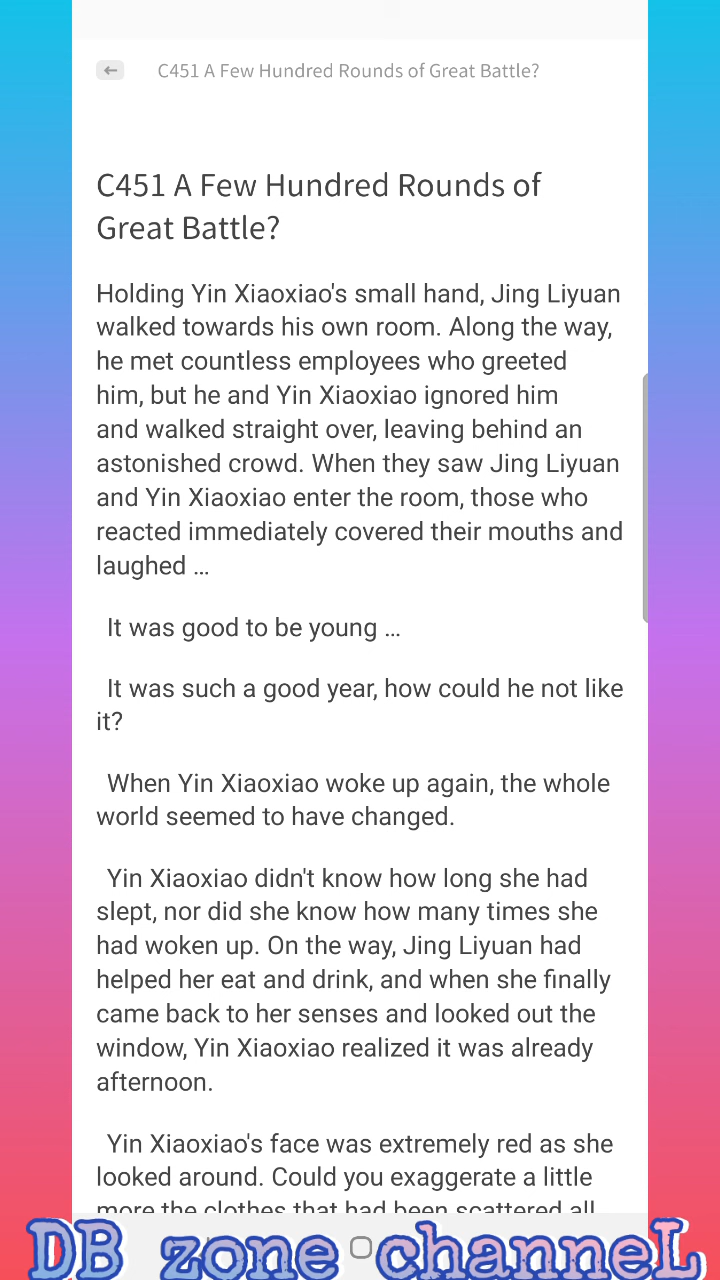 C451 A Few Hundred Rounds of Great Battle?
C451 A Few Hundred Rounds of
Great Battle?
Holding Yin Xiaoxiao's small hand, Jing Liyuan
walked towards his own room. Along the way,
he met countless employees who greeted
him, but he and Yin Xiaoxiao ignored him
and walked straight over, leaving behind an
astonished crowd. When they saw Jing Liyuan
and Yin Xiaoxiao enter the room, those who
reacted immediately covered their mouths and
laughed ...
It was good to be young ...
It was such a good year, how could he not like
it?
When Yin Xiaoxiao woke up again, the whole
world seemed to have changed.
Yin Xiaoxiao didn't know how long she had
slept, nor did she know how many times she
had woken up. On the way, Jing Liyuan had
helped her eat and drink, and when she finally
came back to her senses and looked out the
window, Yin Xiaoxiao realized it was already
afternoon.
Yin Xiaoxiao's face was extremely red as she
looked around. Could you exaggerate a little
more the clothes that had been scattered all
DB zone channeL